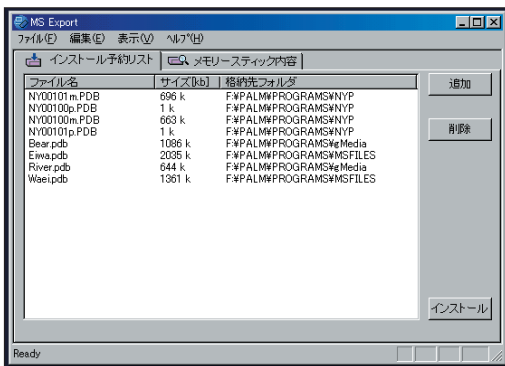 MS Export
ファイル(F) 編集(E) 表示(V) ヘルプ(H)
インストール予約リスト メモリースティック内容
ファイル名 サイズ[kb] 格納先フォルダ
NY00101m.PDB 696 k F:¥PALM¥PROGRAMS¥NYP
NY00100p.PDB 1 k F:¥PALM¥PROGRAMS¥NYP
NY00100m.PDB 663 k F:¥PALM¥PROGRAMS¥NYP
NY00101p.PDB 1 k F:¥PALM¥PROGRAMS¥NYP
Bear.pdb 1086 k F:¥PALM¥PROGRAMS¥gMedia
Eiwa.pdb 2035 k F:¥PALM¥PROGRAMS¥MSFILES
River.pdb 644 k F:¥PALM¥PROGRAMS¥gMedia
Waei.pdb 1361 k F:¥PALM¥PROGRAMS¥MSFILES
追加
削除
インストール
Ready